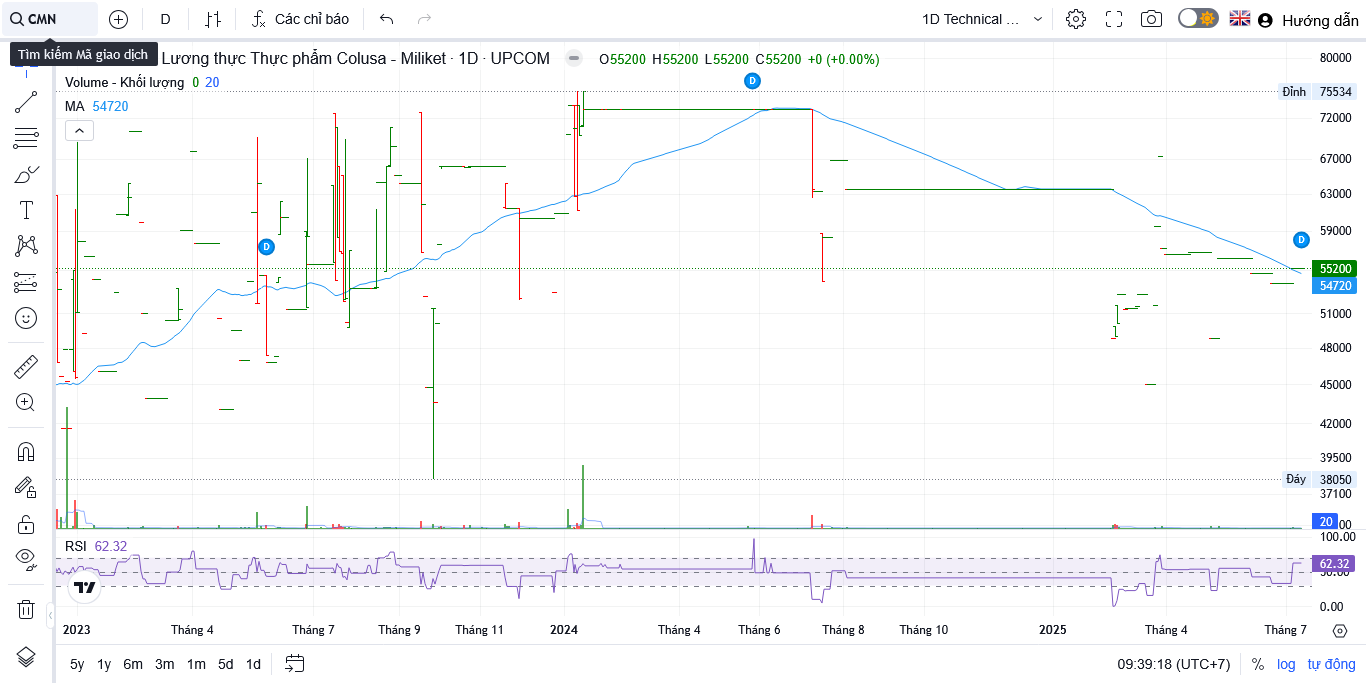 CMN
D
Các chỉ báo
1D Technical ...
Hướng dẫn
Tìm kiếm Mã giao dịch
Lương thực Thực phẩm Colusa - Miliket · 1D · UPCOM
O55200 H55200 L55200 C55200 +0 (+0.00%)
Volume - Khối lượng 0 20
MA 54720
D
D
D
80000
Đỉnh 75534
72000
67000
63000
59000
55200
54720
51000
48000
45000
42000
39500
Đáy 38050
37100
20
00
RSI 62.32
100.00
62.32
50.00
0.00
2023
Tháng 4
Tháng 7
Tháng 9
Tháng 11
2024
Tháng 4
Tháng 6
Tháng 8
Tháng 10
2025
Tháng 4
Tháng 7
5y 1y 6m 3m 1m 5d 1d
09:39:18 (UTC+7)
% log tự động